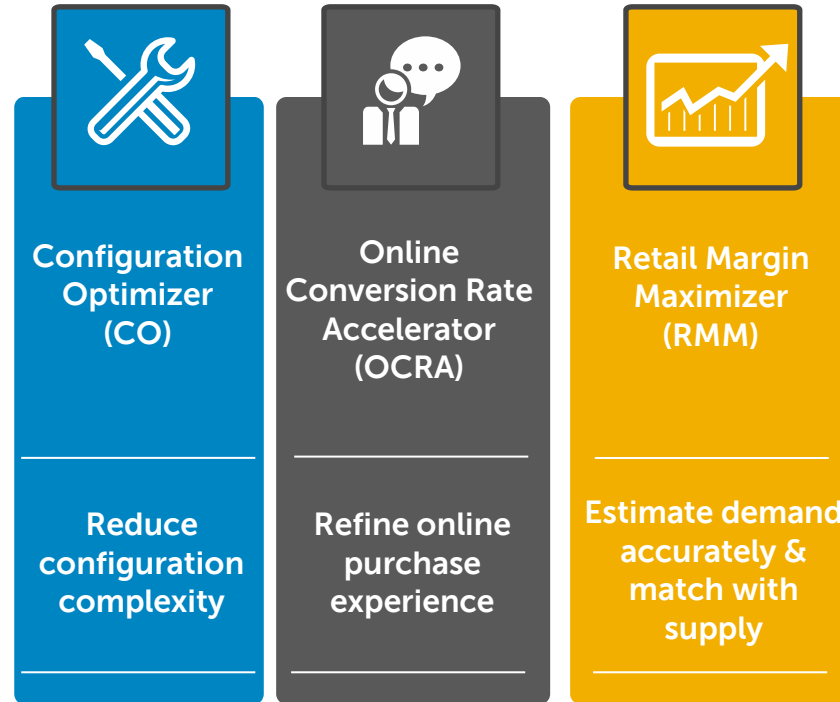 Configuration
Optimizer
(CO)
Online
Conversion Rate
Accelerator
(OCRA)
Retail Margin
Maximizer
(RMM)
Reduce
configuration
complexity
Refine online
purchase
experience
Estimate demand
accurately &
match with
supply